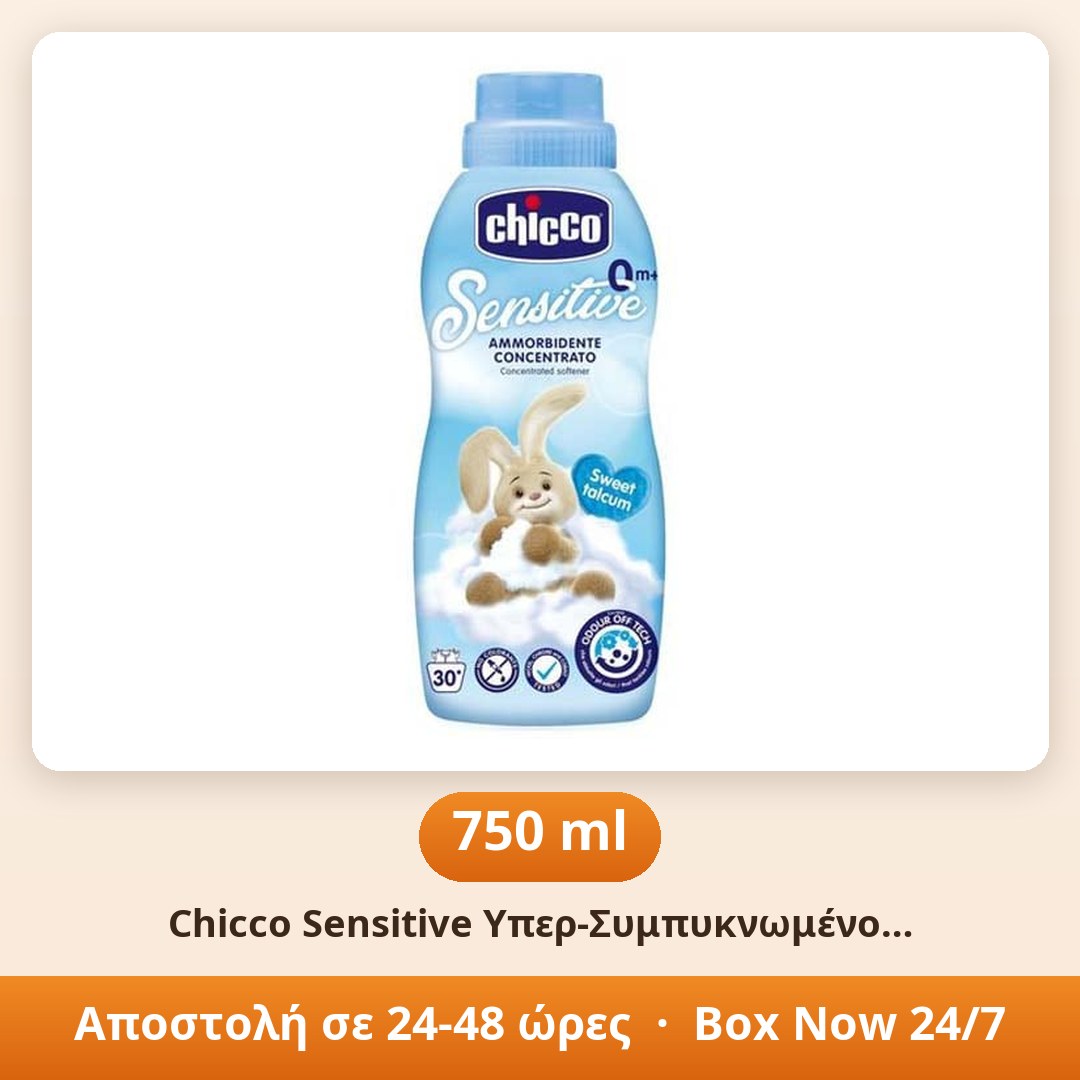 chicco
0m+
Sensitive
AMMORBIDENTE
CONCENTRATO
Concentrated softener
Sweet
talcum
ODOUR OFF TECH
30*
TESTED
750 ml
Chicco Sensitive Υπερ-Συμπυκνωμένο...
Αποστολή σε 24-48 ώρες · Box Now 24/7